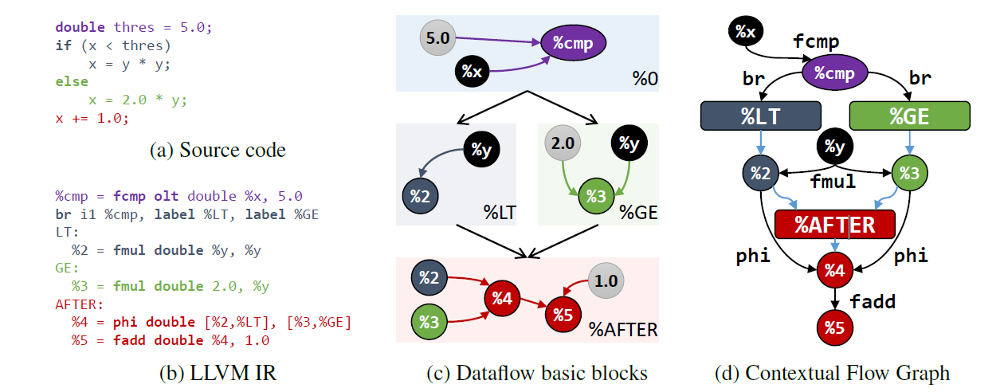 double thres = 5.0;
if (x < thres)
x = y * y;
else
x = 2.0 * y;
x += 1.0;
(a) Source code
%cmp = fcmp olt double %x, 5.0
br i1 %cmp, label %LT, label %GE
LT:
%2 = fmul double %y, %y
GE:
%3 = fmul double 2.0, %y
AFTER:
%4 = phi double [%2,%LT], [%3,%GE]
%5 = fadd double %4, 1.0
(b) LLVM IR
5.0
%cmp
%x
%0
%y
%2
%LT
2.0
%y
%3
%GE
%2
%4
1.0
%3
%5
%AFTER
(c) Dataflow basic blocks
%x
fcmp
%cmp
br
br
%LT
%GE
%y
%2
%3
fmul
%AFTER
phi
phi
%4
fadd
%5
(d) Contextual Flow Graph